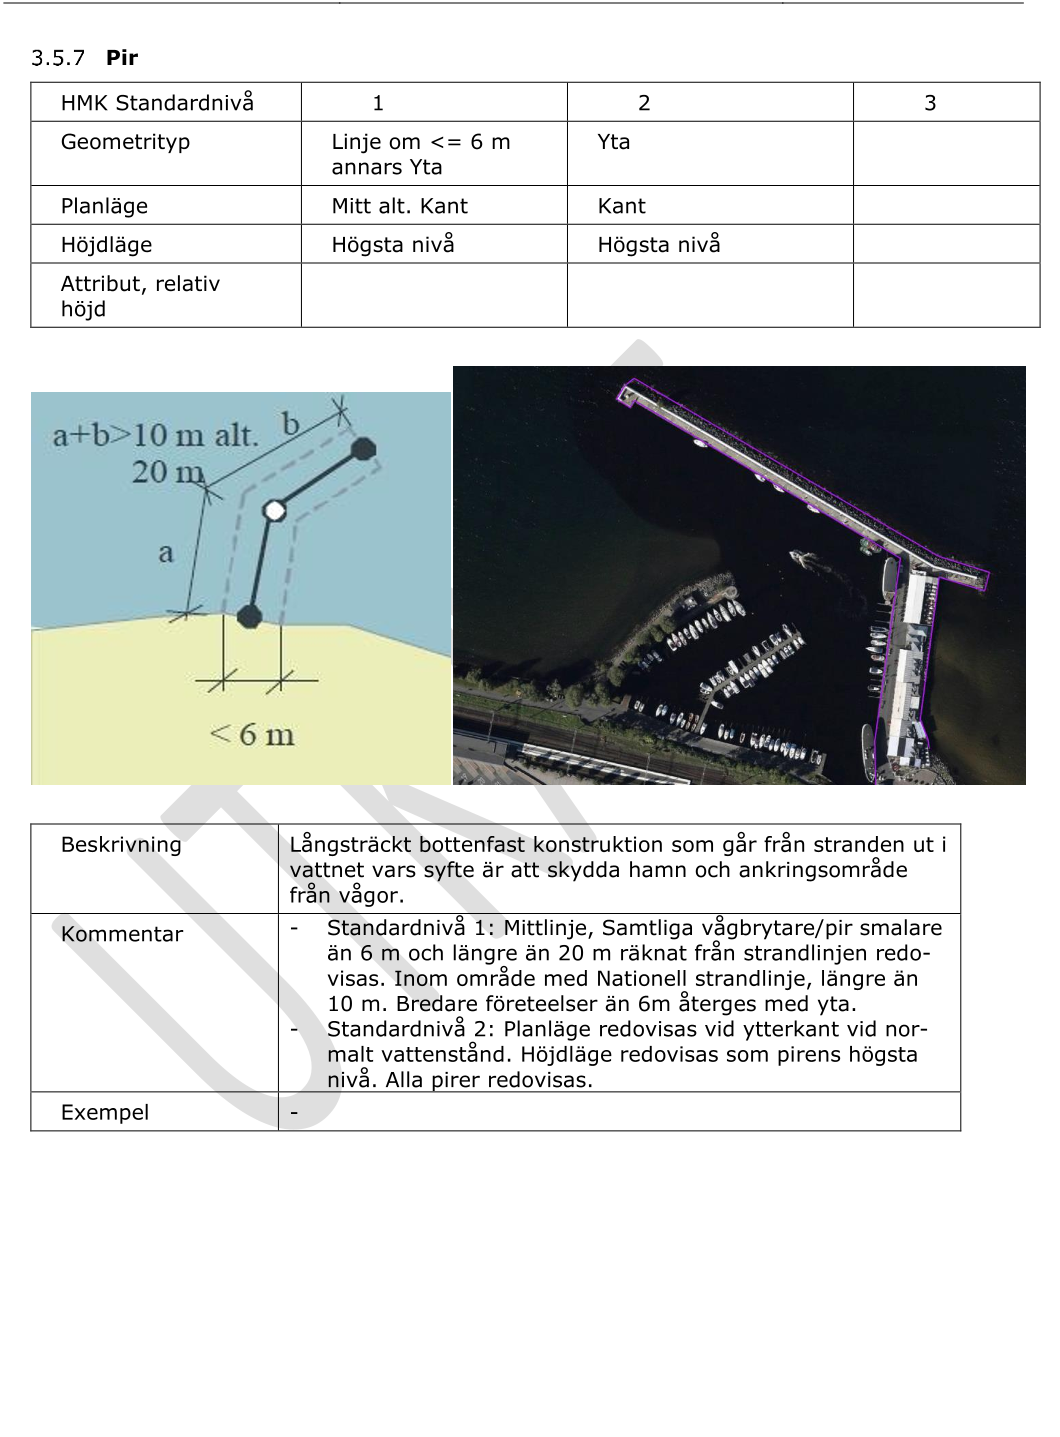 3.5.7 Pir
HMK Standardnivå 1 2 3
Geometrityp Linje om <= 6 m Yta
annars Yta
Planläge Mitt alt. Kant Kant
Höjdläge Högsta nivå Högsta nivå
Attribut, relativ
höjd
a+b>10 m alt. b
20 m
a
< 6 m
Beskrivning Långsträckt bottenfast konstruktion som går från stranden ut i
vattnet vars syfte är att skydda hamn och ankringsområde
från vågor.
Kommentar - Standardnivå 1: Mittlinje, Samtliga vågbrytare/pir smalare
än 6 m och längre än 20 m räknat från strandlinjen redo-
visas. Inom område med Nationell strandlinje, längre än
10 m. Bredare företeelser än 6m återges med yta.
- Standardnivå 2: Planläge redovisas vid ytterkant vid nor-
malt vattenstånd. Höjdläge redovisas som pirens högsta
nivå. Alla pirer redovisas.
Exempel -